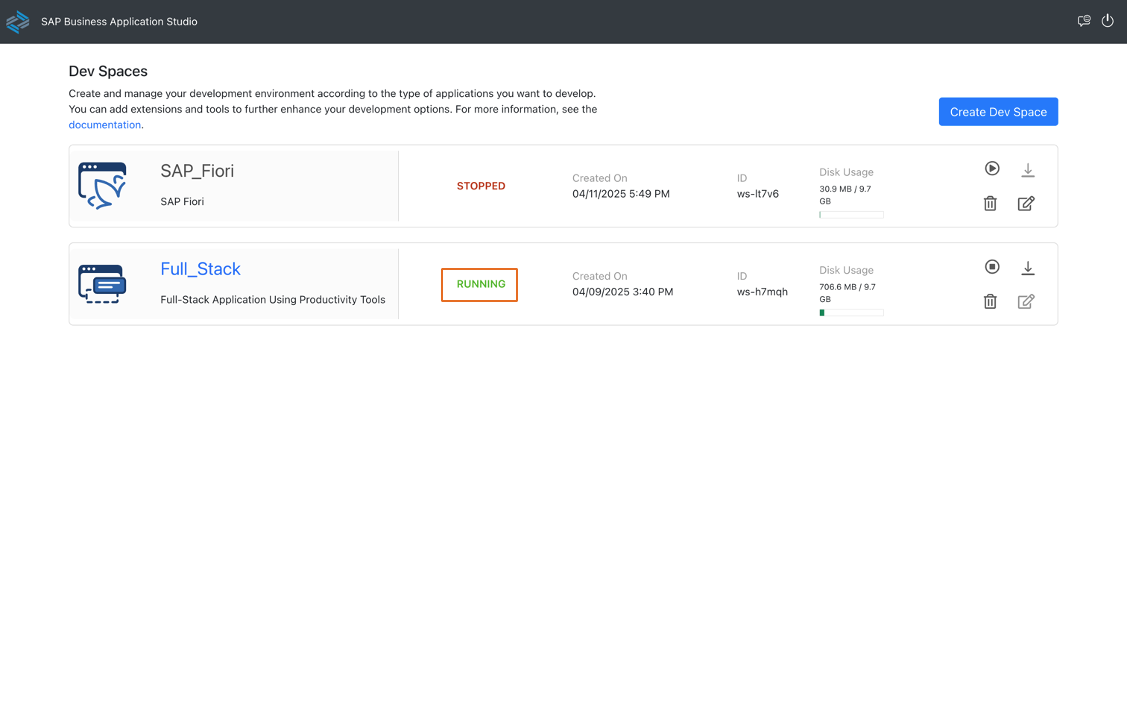 SAP Business Application Studio
Dev Spaces
Create and manage your development environment according to the type of applications you want to develop.
You can add extensions and tools to further enhance your development options. For more information, see the
documentation.
Create Dev Space
SAP_Fiori
SAP Fiori
STOPPED
Created On
04/11/2025 5:49 PM
ID
ws-lt7v6
Disk Usage
30.9 MB / 9.7
GB
Full_Stack
Full-Stack Application Using Productivity Tools
RUNNING
Created On
04/09/2025 3:40 PM
ID
ws-h7mqh
Disk Usage
706.6 MB / 9.7
GB